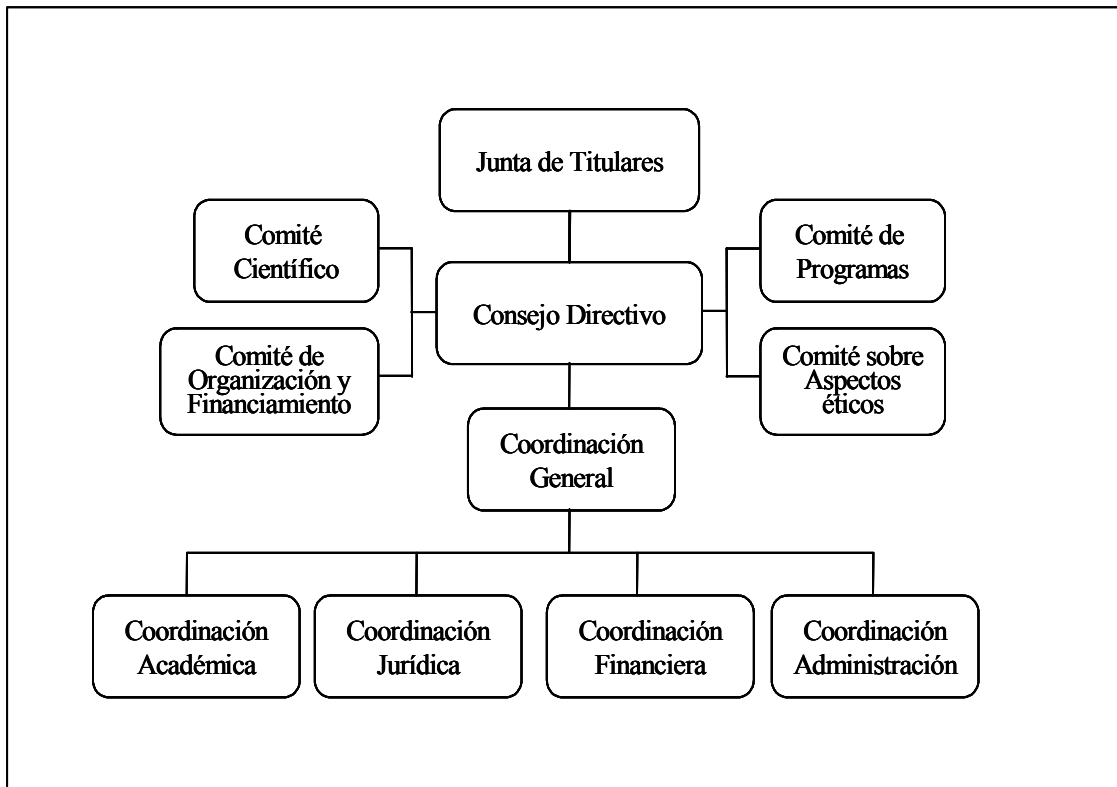 Junta de Titulares
Comité
Científico
Comité de
Programas
Consejo Directivo
Comité de
Organización y
Financiamiento
Comité sobre
Aspectos
éticos
Coordinación
General
Coordinación
Académica
Coordinación
Jurídica
Coordinación
Financiera
Coordinación
Administración